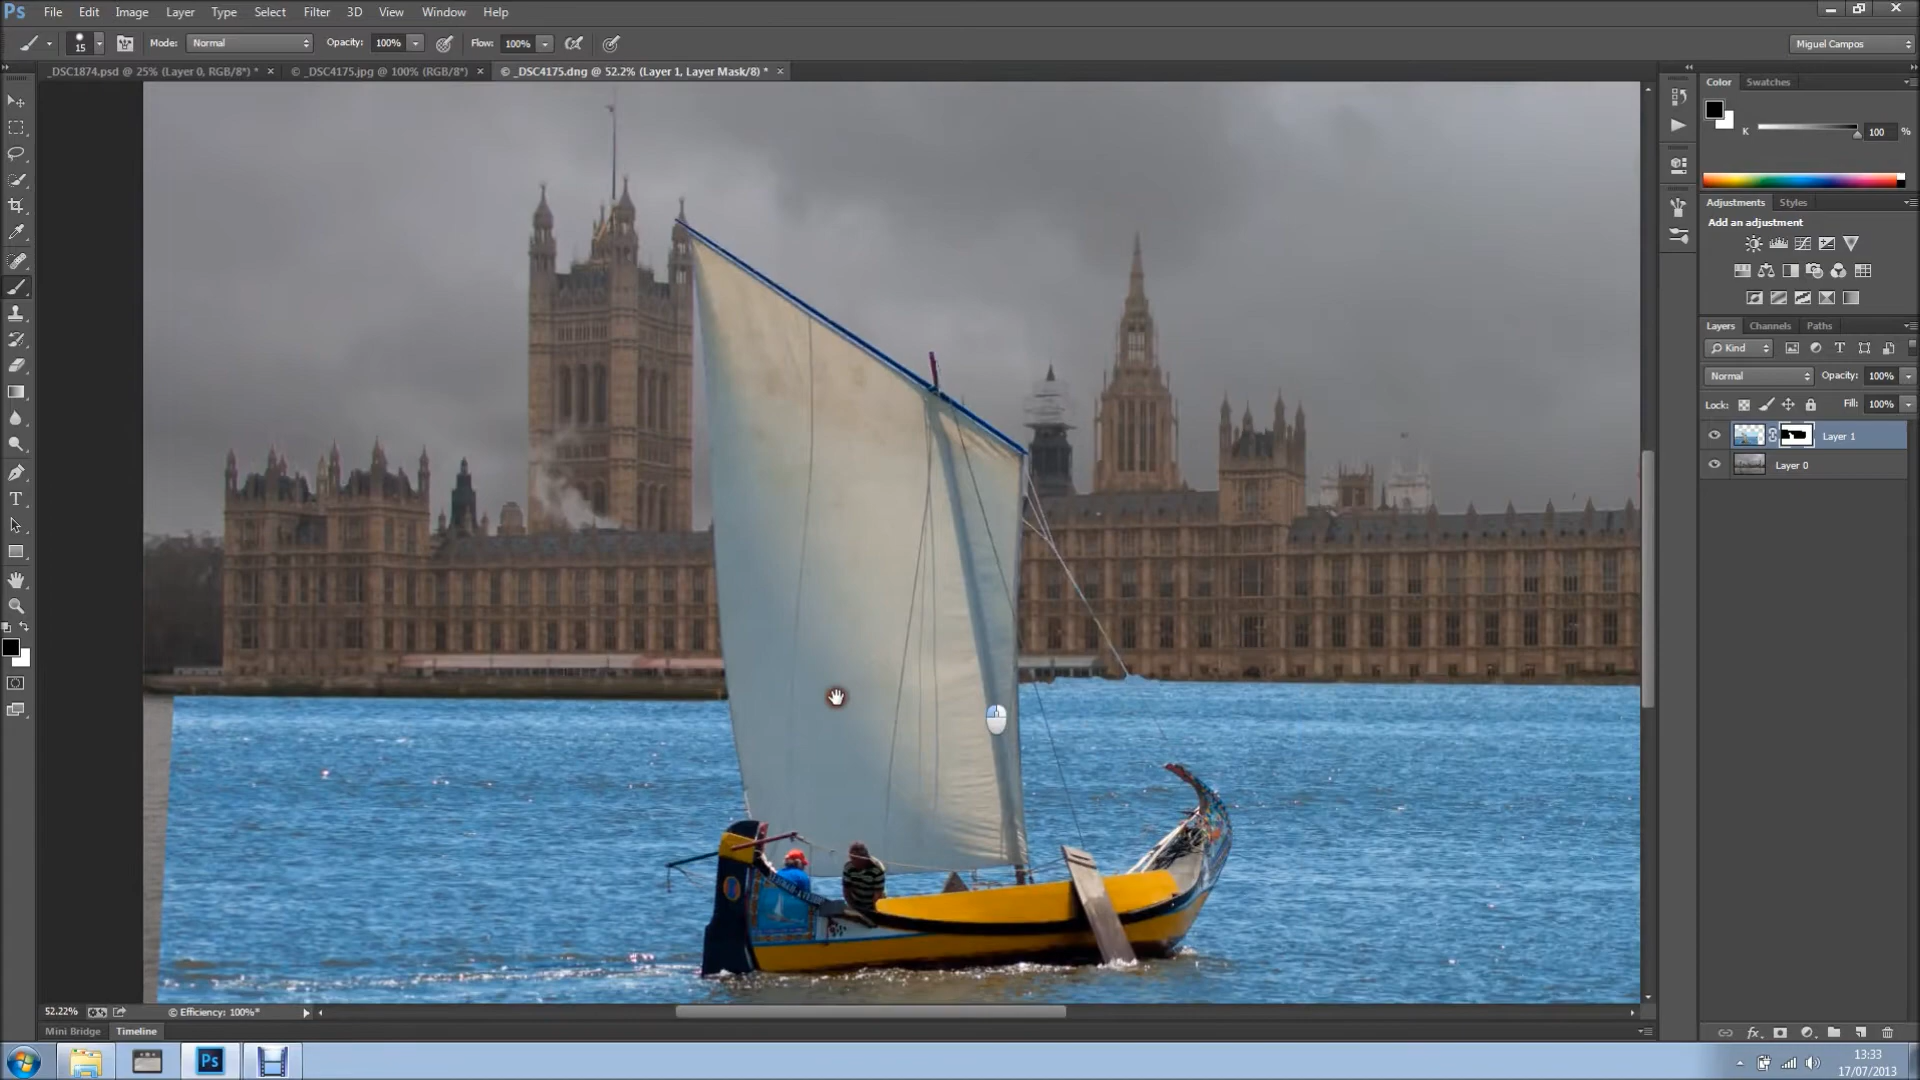 Ps File Edit Image Layer Type Select Filter 3D View Window Help
15 Mode: Normal Opacity: 100% Flow: 100% Miguel Campos
_DSC1874.psd @ 25% (Layer 0, RGB/8*) * × © _DSC4175.jpg @ 100% (RGB/8*) × © _DSC4175.dng @ 52.2% (Layer 1, Layer Mask/8) * ×
Color Swatches
K 100 %
Adjustments Styles
Add an adjustment
Layers Channels Paths
Kind
Normal Opacity: 100%
Lock: Fill: 100%
Layer 1
Layer 0
52.22% © Efficiency: 100%*
Mini Bridge Timeline
Ps
13:33
17/07/2013